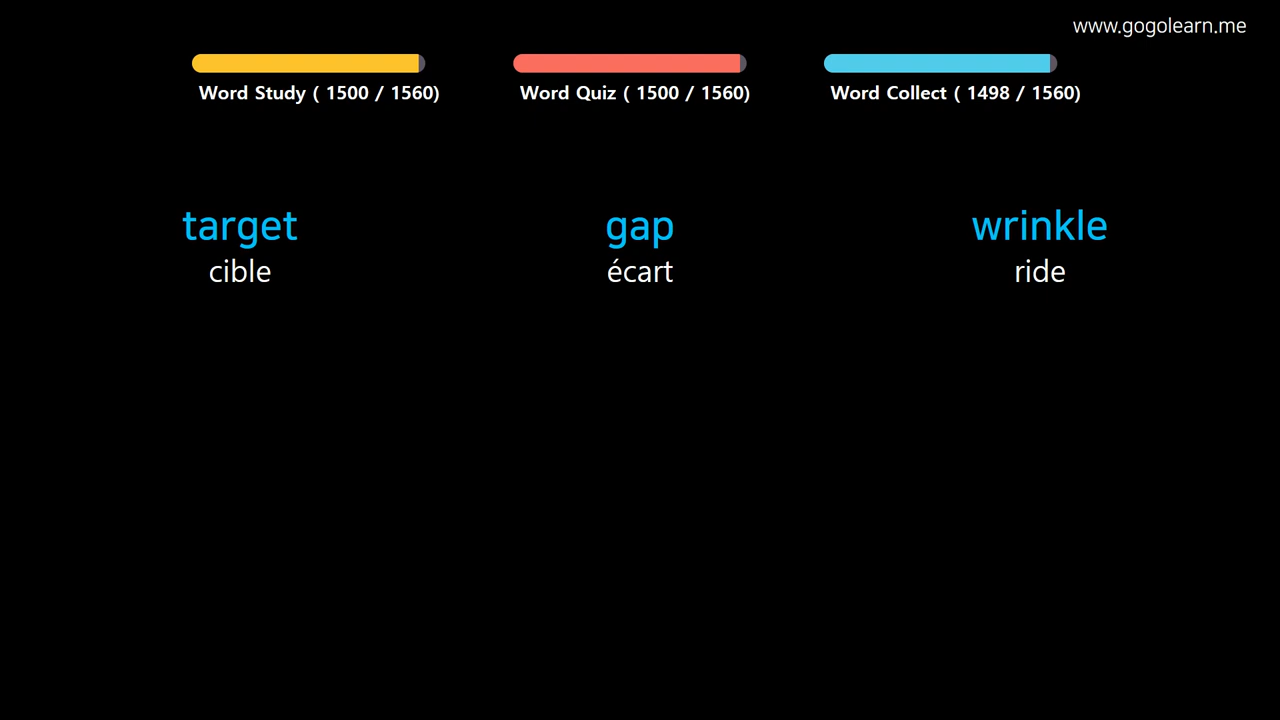 www.gogolearn.me
Word Study ( 1500 / 1560)
Word Quiz ( 1500 / 1560)
Word Collect ( 1498 / 1560)
target
cible
gap
écart
wrinkle
ride